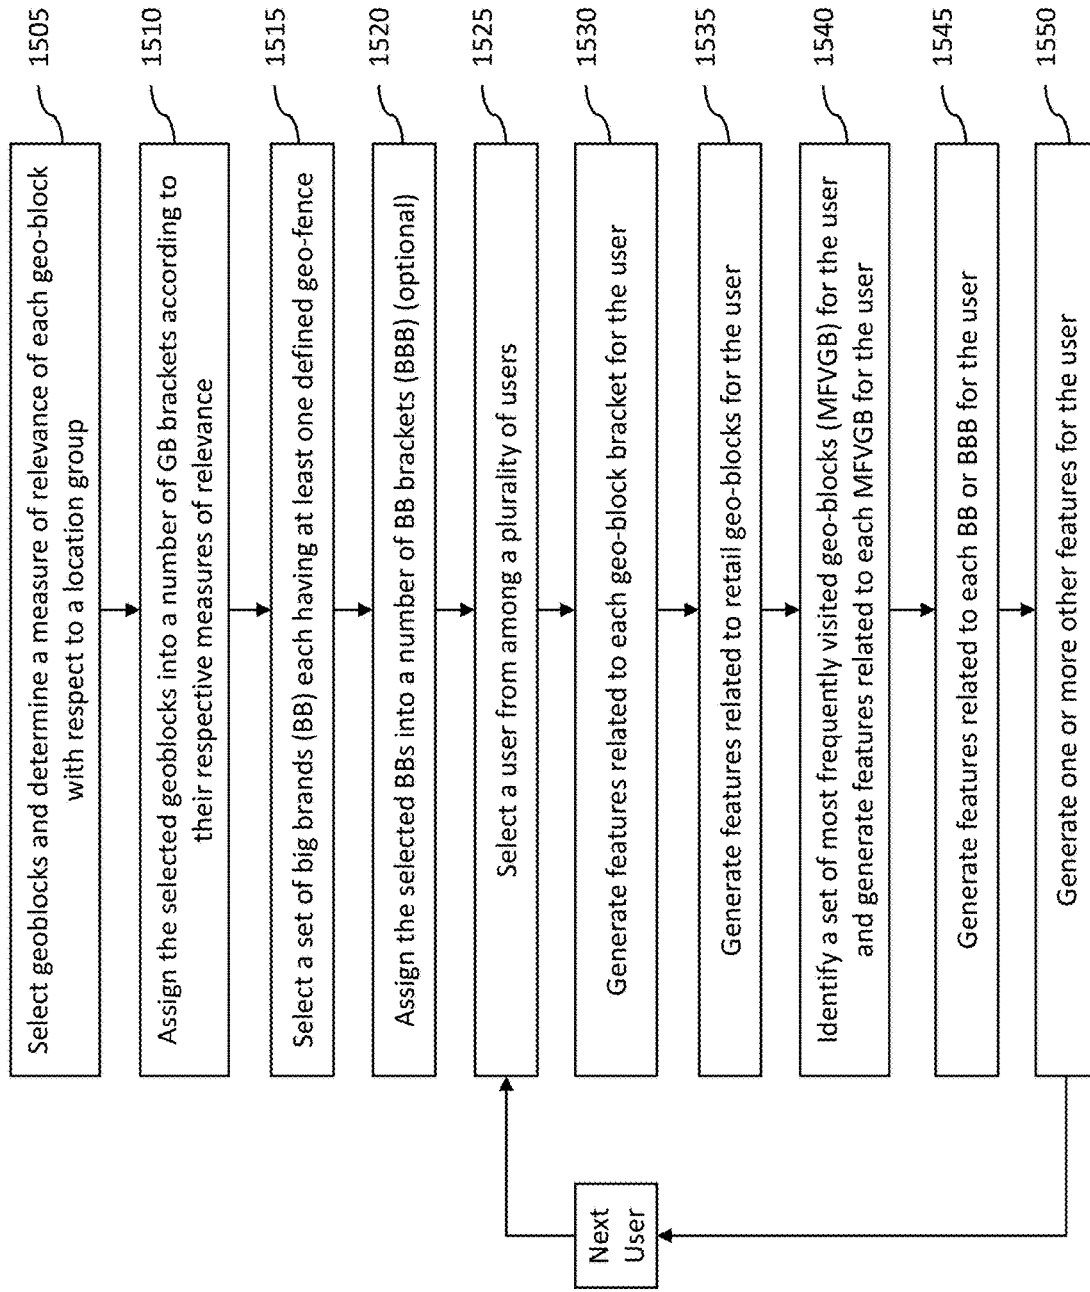 Select geoblocks and determine a measure of relevance of each geo-block
with respect to a location group
1505
Assign the selected geoblocks into a number of GB brackets according to
their respective measures of relevance
1510
Select a set of big brands (BB) each having at least one defined geo-fence
1515
Assign the selected BBs into a number of BB brackets (BBB) (optional)
1520
Select a user from among a plurality of users
1525
Generate features related to each geo-block bracket for the user
1530
Generate features related to retail geo-blocks for the user
1535
Identify a set of most frequently visited geo-blocks (MFVGB) for the user
and generate features related to each MFVGB for the user
1540
Generate features related to each BB or BBB for the user
1545
Generate one or more other features for the user
1550
Next
User